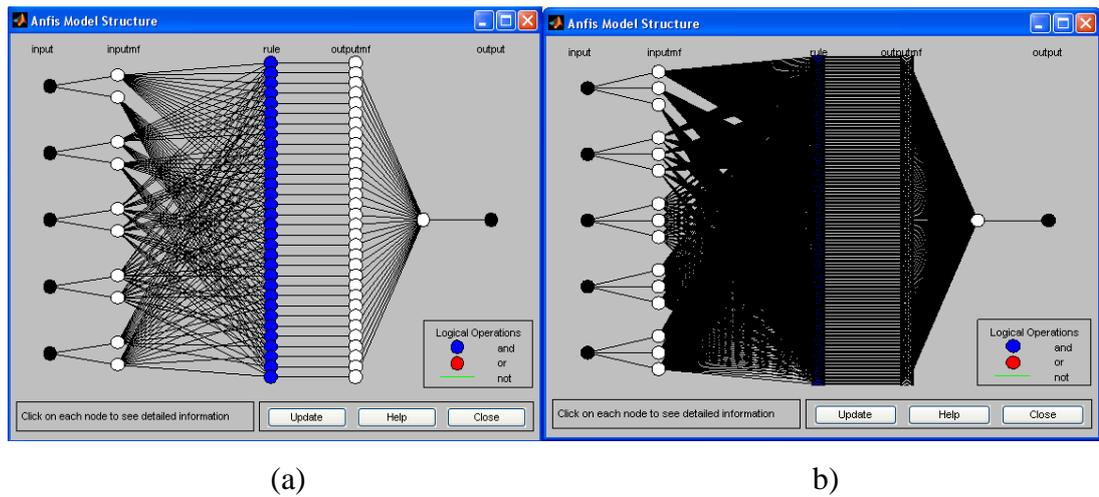 Anfis Model Structure
input inputmf rule outputmf output
Logical Operations
and
or
not
Click on each node to see detailed information
Update Help Close
(a)
Anfis Model Structure
input inputmf rule outputmf output
Logical Operations
and
or
not
Click on each node to see detailed information
Update Help Close
b)